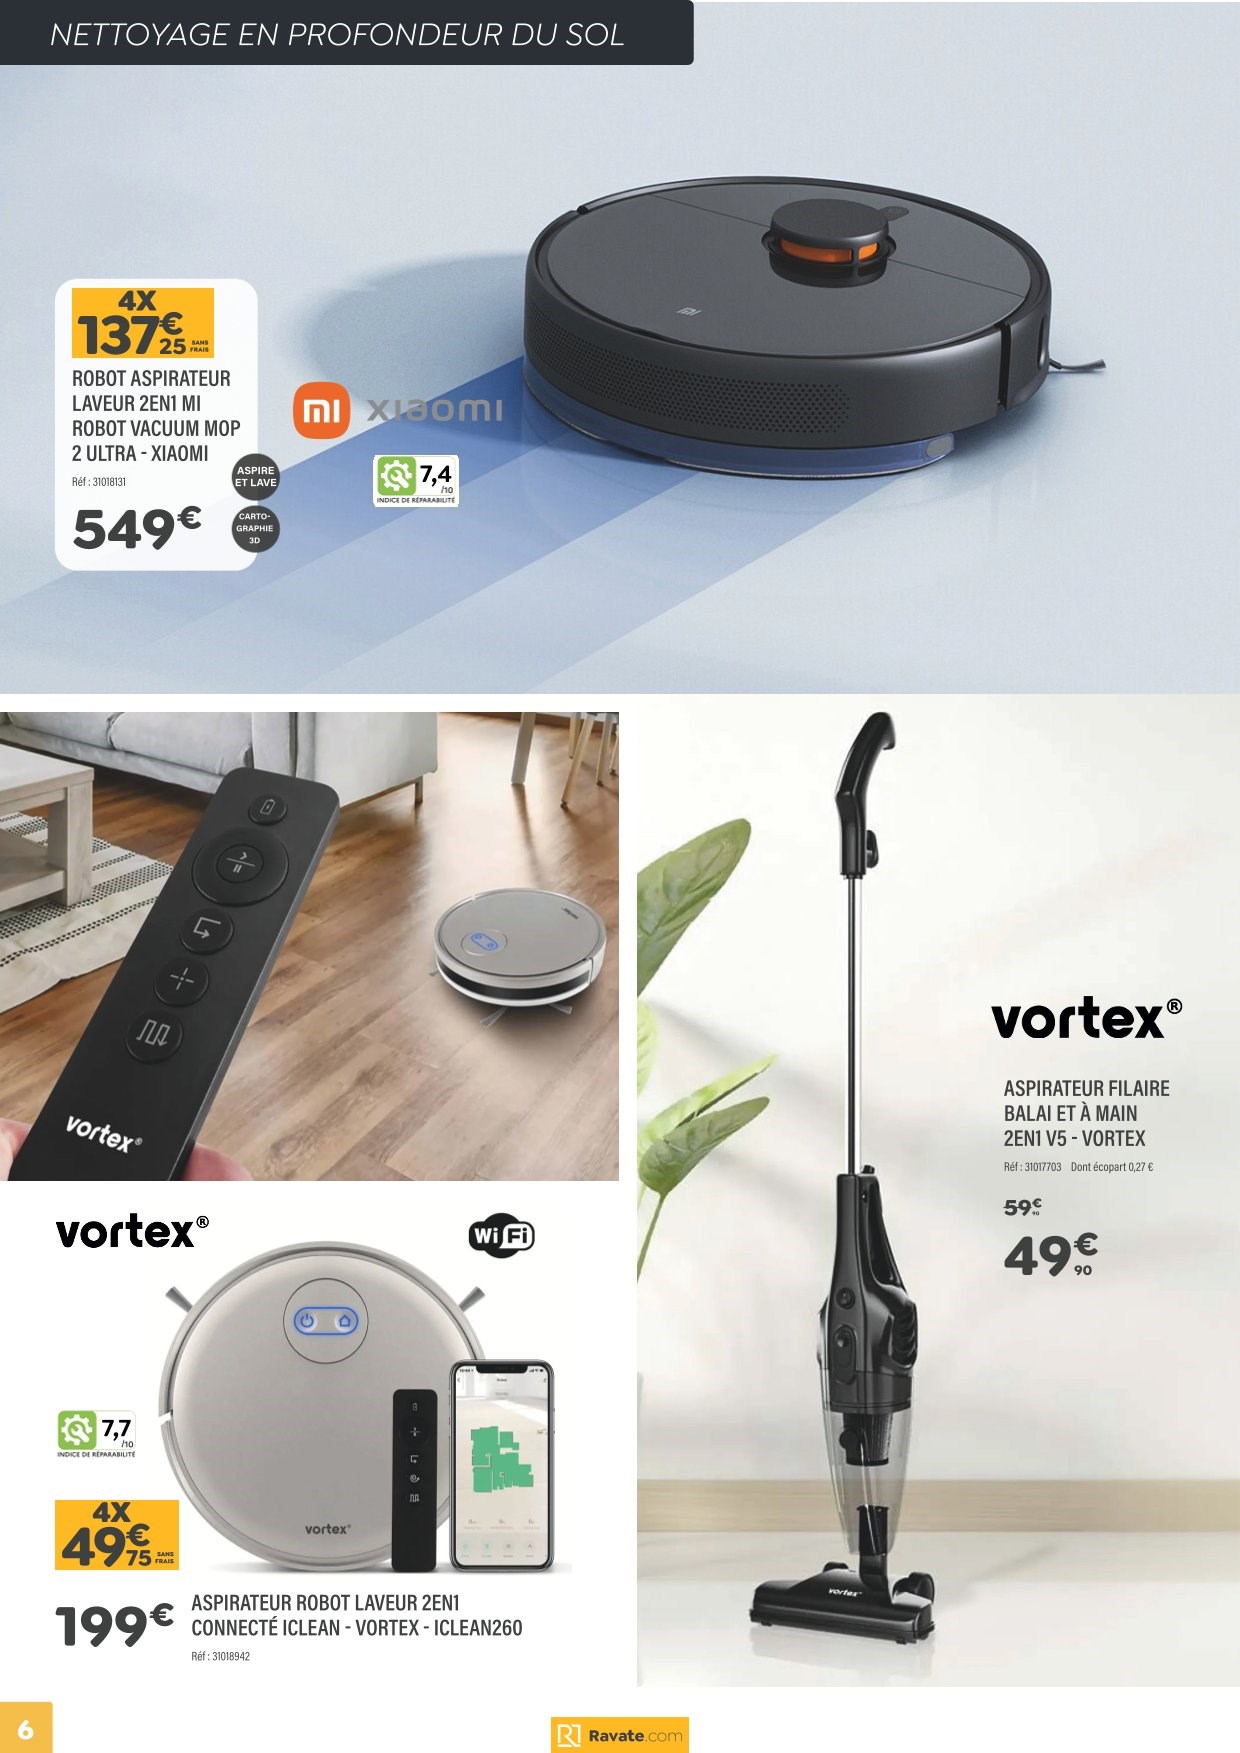 NETTOYAGE EN PROFONDEUR DU SOL
4X
137€25 SANS FRAIS
ROBOT ASPIRATEUR
LAVEUR 2EN1 MI
ROBOT VACUUM MOP
2 ULTRA - XIAOMI
Réf : 31018131
549€
ASPIRE
ET LAVE
CARTO-
GRAPHIE
3D
mi xiaomi
7,4
/10
INDICE DE RÉPARABILITÉ
mi
vortex®
vortex®
ASPIRATEUR FILAIRE
BALAI ET À MAIN
2EN1 V5 - VORTEX
Réf : 31017703 Dont écopart 0,27 €
59€90
49€90
vortex®
vortex®
WiFi
7,7
/10
INDICE DE RÉPARABILITÉ
vortex®
4X
49€75 SANS FRAIS
199€
ASPIRATEUR ROBOT LAVEUR 2EN1
CONNECTÉ ICLEAN - VORTEX - ICLEAN260
Réf : 31018942
6
Ravate.com